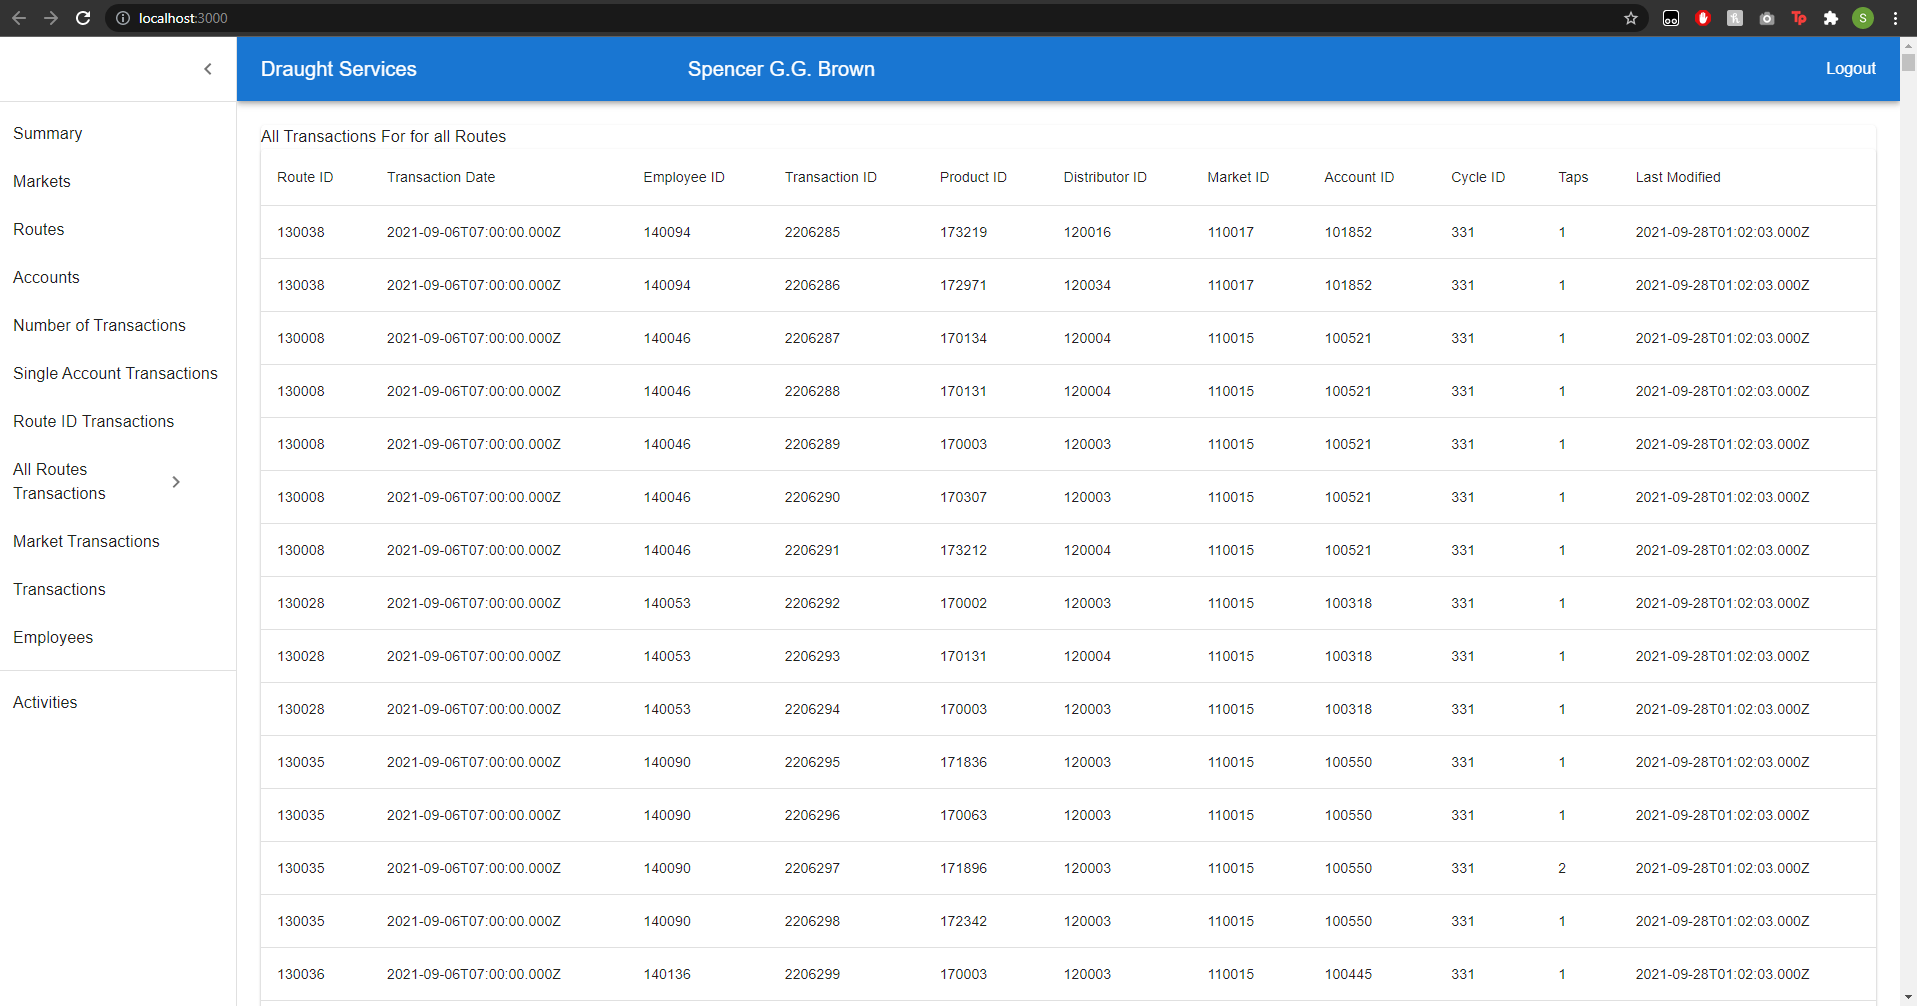 localhost:3000
S
Draught Services Spencer G.G. Brown Logout
Summary
Markets
Routes
Accounts
Number of Transactions
Single Account Transactions
Route ID Transactions
All Routes
Transactions
Market Transactions
Transactions
Employees
Activities
All Transactions For for all Routes
Route ID Transaction Date Employee ID Transaction ID Product ID Distributor ID Market ID Account ID Cycle ID Taps Last Modified
130038 2021-09-06T07:00:00.000Z 140094 2206285 173219 120016 110017 101852 331 1 2021-09-28T01:02:03.000Z
130038 2021-09-06T07:00:00.000Z 140094 2206286 172971 120034 110017 101852 331 1 2021-09-28T01:02:03.000Z
130008 2021-09-06T07:00:00.000Z 140046 2206287 170134 120004 110015 100521 331 1 2021-09-28T01:02:03.000Z
130008 2021-09-06T07:00:00.000Z 140046 2206288 170131 120004 110015 100521 331 1 2021-09-28T01:02:03.000Z
130008 2021-09-06T07:00:00.000Z 140046 2206289 170003 120003 110015 100521 331 1 2021-09-28T01:02:03.000Z
130008 2021-09-06T07:00:00.000Z 140046 2206290 170307 120003 110015 100521 331 1 2021-09-28T01:02:03.000Z
130008 2021-09-06T07:00:00.000Z 140046 2206291 173212 120004 110015 100521 331 1 2021-09-28T01:02:03.000Z
130028 2021-09-06T07:00:00.000Z 140053 2206292 170002 120003 110015 100318 331 1 2021-09-28T01:02:03.000Z
130028 2021-09-06T07:00:00.000Z 140053 2206293 170131 120004 110015 100318 331 1 2021-09-28T01:02:03.000Z
130028 2021-09-06T07:00:00.000Z 140053 2206294 170003 120003 110015 100318 331 1 2021-09-28T01:02:03.000Z
130035 2021-09-06T07:00:00.000Z 140090 2206295 171836 120003 110015 100550 331 1 2021-09-28T01:02:03.000Z
130035 2021-09-06T07:00:00.000Z 140090 2206296 170063 120003 110015 100550 331 1 2021-09-28T01:02:03.000Z
130035 2021-09-06T07:00:00.000Z 140090 2206297 171896 120003 110015 100550 331 2 2021-09-28T01:02:03.000Z
130035 2021-09-06T07:00:00.000Z 140090 2206298 172342 120003 110015 100550 331 1 2021-09-28T01:02:03.000Z
130036 2021-09-06T07:00:00.000Z 140136 2206299 170003 120003 110015 100445 331 1 2021-09-28T01:02:03.000Z